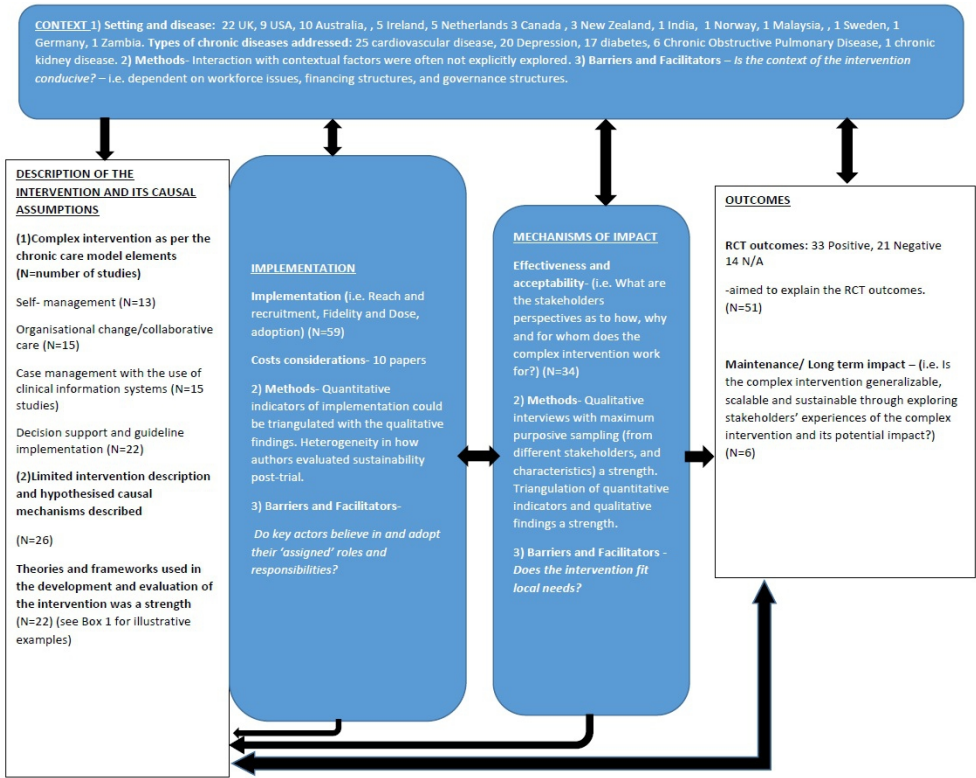 CONTEXT 1) Setting and disease: 22 UK, 9 USA, 10 Australia, , 5 Ireland, 5 Netherlands 3 Canada , 3 New Zealand, 1 India, 1 Norway, 1 Malaysia, , 1 Sweden, 1
Germany, 1 Zambia. Types of chronic diseases addressed: 25 cardiovascular disease, 20 Depression, 17 diabetes, 6 Chronic Obstructive Pulmonary Disease, 1 chronic
kidney disease. 2) Methods- Interaction with contextual factors were often not explicitly explored. 3) Barriers and Facilitators – Is the context of the intervention
conducive? – i.e. dependent on workforce issues, financing structures, and governance structures.
DESCRIPTION OF THE
INTERVENTION AND ITS CAUSAL
ASSUMPTIONS
(1)Complex intervention as per the
chronic care model elements
(N=number of studies)
Self- management (N=13)
Organisational change/collaborative
care (N=15)
Case management with the use of
clinical information systems (N=15
studies)
Decision support and guideline
implementation (N=22)
(2)Limited intervention description
and hypothesised causal
mechanisms described
(N=26)
Theories and frameworks used in
the development and evaluation of
the intervention was a strength
(N=22) (see Box 1 for illustrative
examples)
IMPLEMENTATION
Implementation (i.e. Reach and
recruitment, Fidelity and Dose,
adoption) (N=59)
Costs considerations- 10 papers
2) Methods- Quantitative
indicators of implementation could
be triangulated with the qualitative
findings. Heterogeneity in how
authors evaluated sustainability
post-trial.
3) Barriers and Facilitators-
Do key actors believe in and adopt
their ‘assigned’ roles and
responsibilities?
MECHANISMS OF IMPACT
Effectiveness and
acceptability- (i.e. What are
the stakeholders
perspectives as to how, why
and for whom does the
complex intervention work
for?) (N=34)
2) Methods- Qualitative
interviews with maximum
purposive sampling (from
different stakeholders, and
characteristics) a strength.
Triangulation of quantitative
indicators and qualitative
findings a strength.
3) Barriers and Facilitators -
Does the intervention fit
local needs?
OUTCOMES
RCT outcomes: 33 Positive, 21 Negative
14 N/A
-aimed to explain the RCT outcomes.
(N=51)
Maintenance/ Long term impact – (i.e. Is
the complex intervention generalizable,
scalable and sustainable through exploring
stakeholders’ experiences of the complex
intervention and its potential impact?)
(N=6)